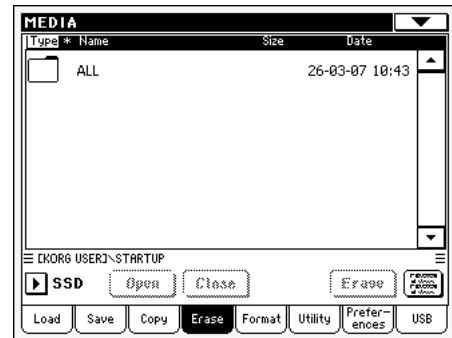 MEDIA
Type * Name Size Date
ALL 26-03-07 10:43
[KORG USER]\STARTUP
SSD Open Close Erase
Load Save Copy Erase Format Utility Prefer-ences USB